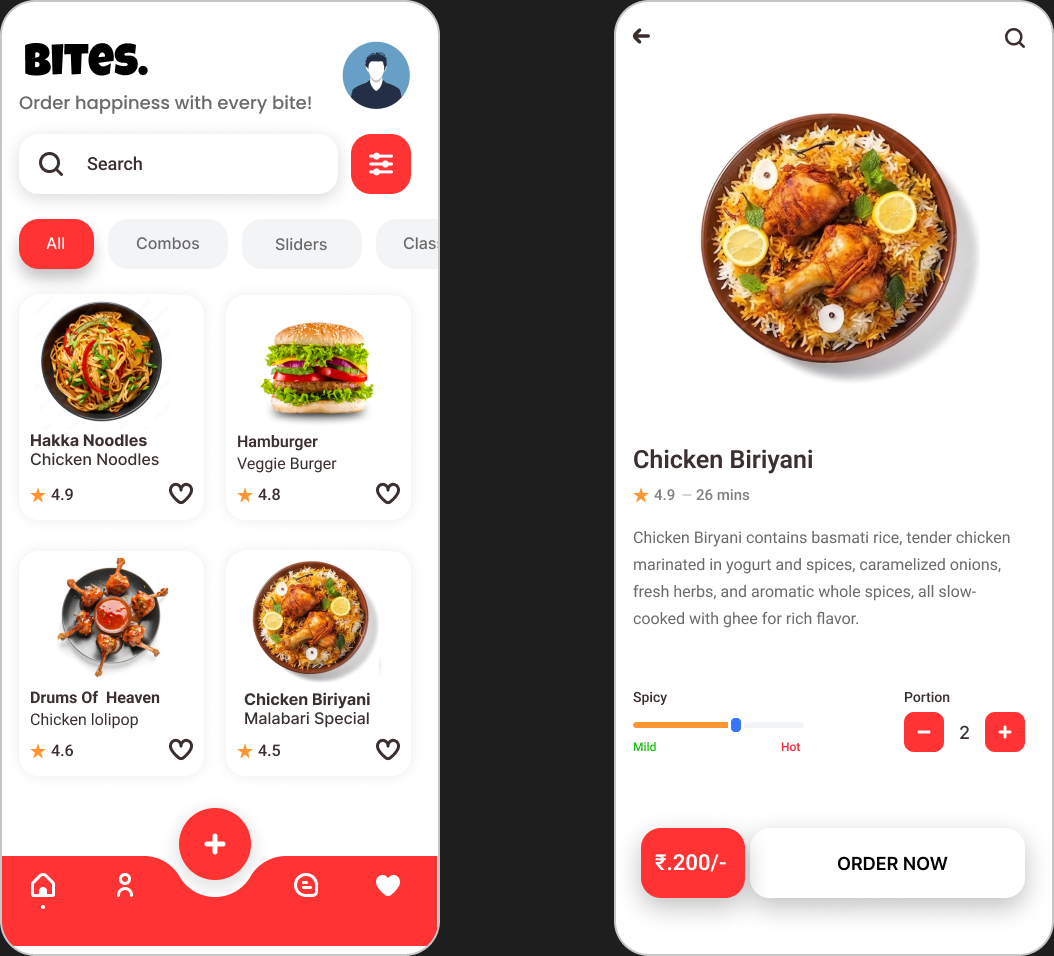 BITES.
Order happiness with every bite!
Search
All
Combos
Sliders
Clas
Hakka Noodles
Chicken Noodles
4.9
Hamburger
Veggie Burger
4.8
Drums Of  Heaven
Chicken lolipop
4.6
Chicken Biriyani
Malabari Special
4.5
Chicken Biriyani
4.9 – 26 mins
Chicken Biryani contains basmati rice, tender chicken
marinated in yogurt and spices, caramelized onions,
fresh herbs, and aromatic whole spices, all slow-
cooked with ghee for rich flavor.
Spicy
Mild
Hot
Portion
2
₹.200/-
ORDER NOW